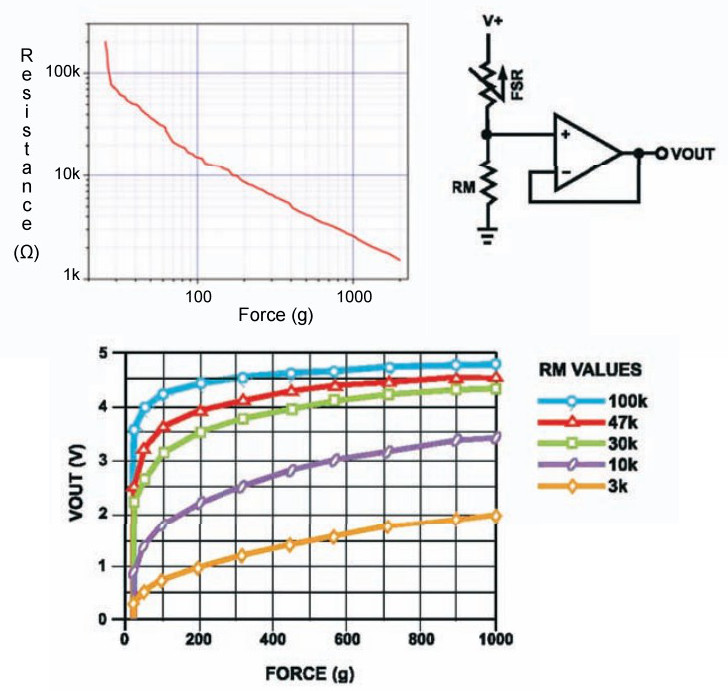 Resistance
(Ω)
100k
10k
1k
100
1000
Force (g)
V+
FSR
RM
+
−
VOUT
5
4
3
2
1
0
VOUT (V)
0
200
400
600
800
1000
FORCE (g)
RM VALUES
100k
47k
30k
10k
3k